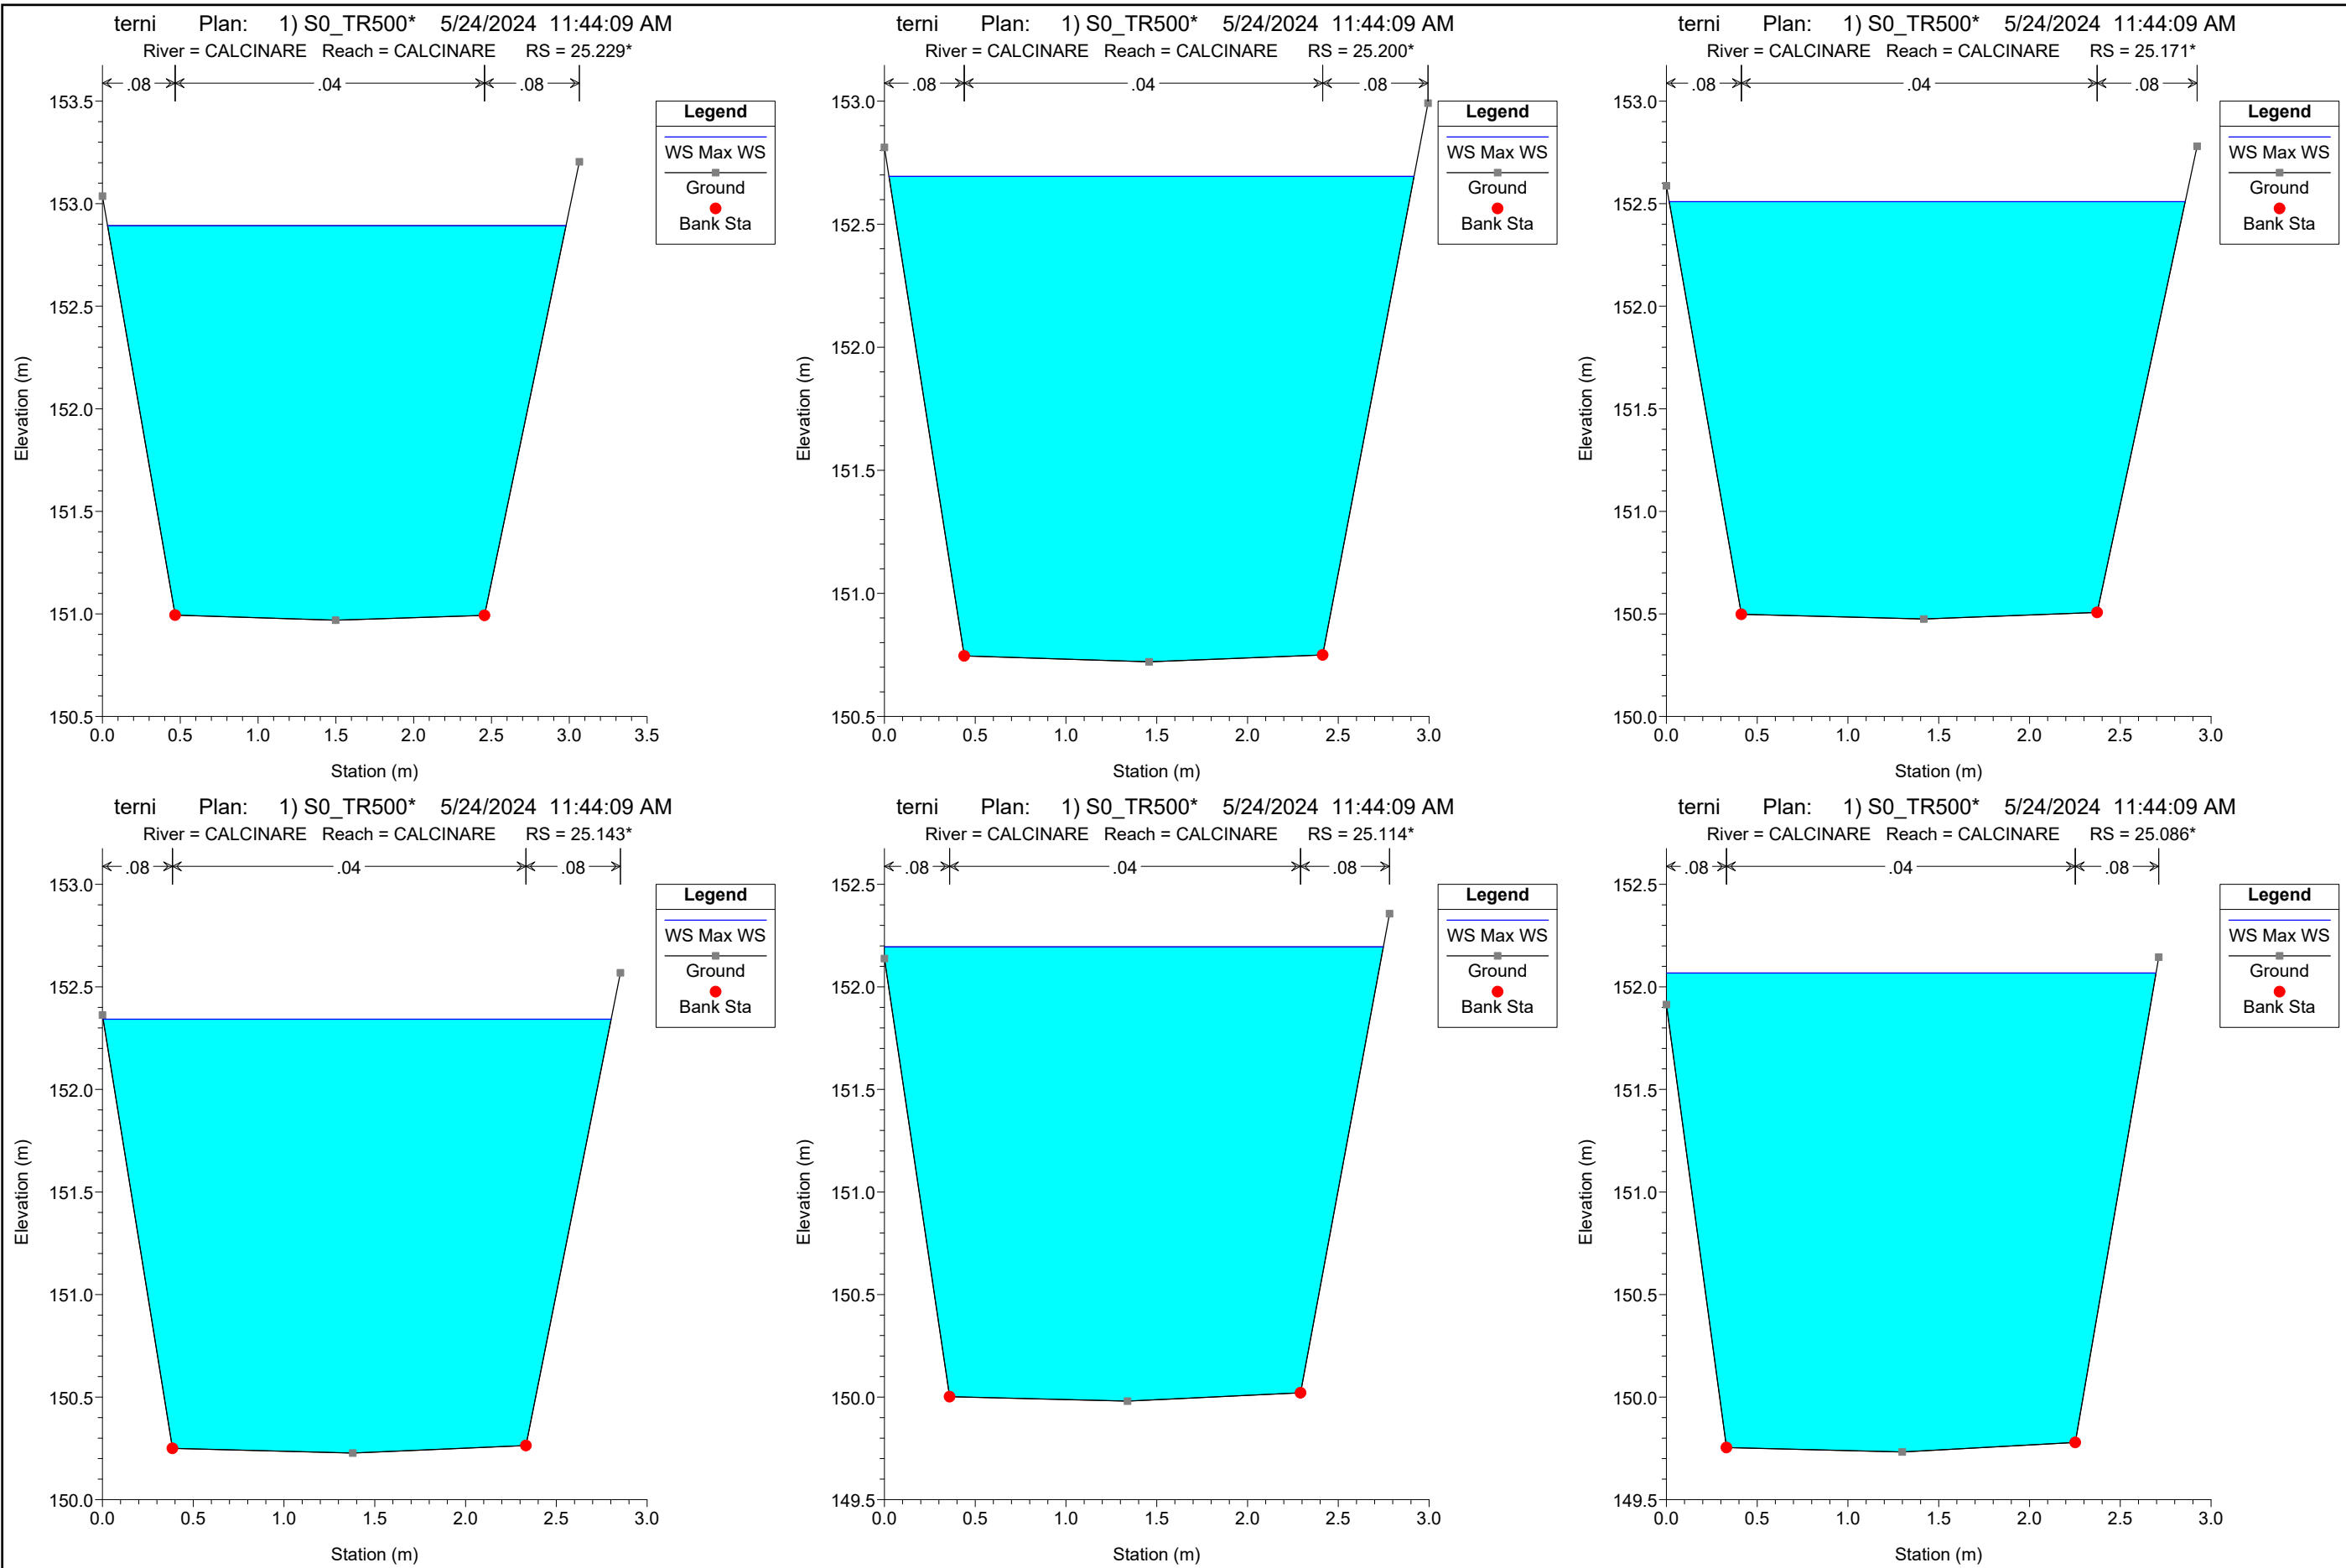 terni Plan: 1) S0_TR500* 5/24/2024 11:44:09 AM
River = CALCINARE Reach = CALCINARE RS = 25.229*
.08 .04 .08
Legend
WS Max WS
Ground
Bank Sta
153.5
153.0
152.5
152.0
151.5
151.0
150.5
0.0 0.5 1.0 1.5 2.0 2.5 3.0 3.5
Elevation (m)
Station (m)
terni Plan: 1) S0_TR500* 5/24/2024 11:44:09 AM
River = CALCINARE Reach = CALCINARE RS = 25.200*
.08 .04 .08
Legend
WS Max WS
Ground
Bank Sta
153.0
152.5
152.0
151.5
151.0
150.5
0.0 0.5 1.0 1.5 2.0 2.5 3.0
Elevation (m)
Station (m)
terni Plan: 1) S0_TR500* 5/24/2024 11:44:09 AM
River = CALCINARE Reach = CALCINARE RS = 25.171*
.08 .04 .08
Legend
WS Max WS
Ground
Bank Sta
153.0
152.5
152.0
151.5
151.0
150.5
150.0
0.0 0.5 1.0 1.5 2.0 2.5 3.0
Elevation (m)
Station (m)
terni Plan: 1) S0_TR500* 5/24/2024 11:44:09 AM
River = CALCINARE Reach = CALCINARE RS = 25.143*
.08 .04 .08
Legend
WS Max WS
Ground
Bank Sta
153.0
152.5
152.0
151.5
151.0
150.5
150.0
0.0 0.5 1.0 1.5 2.0 2.5 3.0
Elevation (m)
Station (m)
terni Plan: 1) S0_TR500* 5/24/2024 11:44:09 AM
River = CALCINARE Reach = CALCINARE RS = 25.114*
.08 .04 .08
Legend
WS Max WS
Ground
Bank Sta
152.5
152.0
151.5
151.0
150.5
150.0
149.5
0.0 0.5 1.0 1.5 2.0 2.5 3.0
Elevation (m)
Station (m)
terni Plan: 1) S0_TR500* 5/24/2024 11:44:09 AM
River = CALCINARE Reach = CALCINARE RS = 25.086*
.08 .04 .08
Legend
WS Max WS
Ground
Bank Sta
152.5
152.0
151.5
151.0
150.5
150.0
149.5
0.0 0.5 1.0 1.5 2.0 2.5 3.0
Elevation (m)
Station (m)